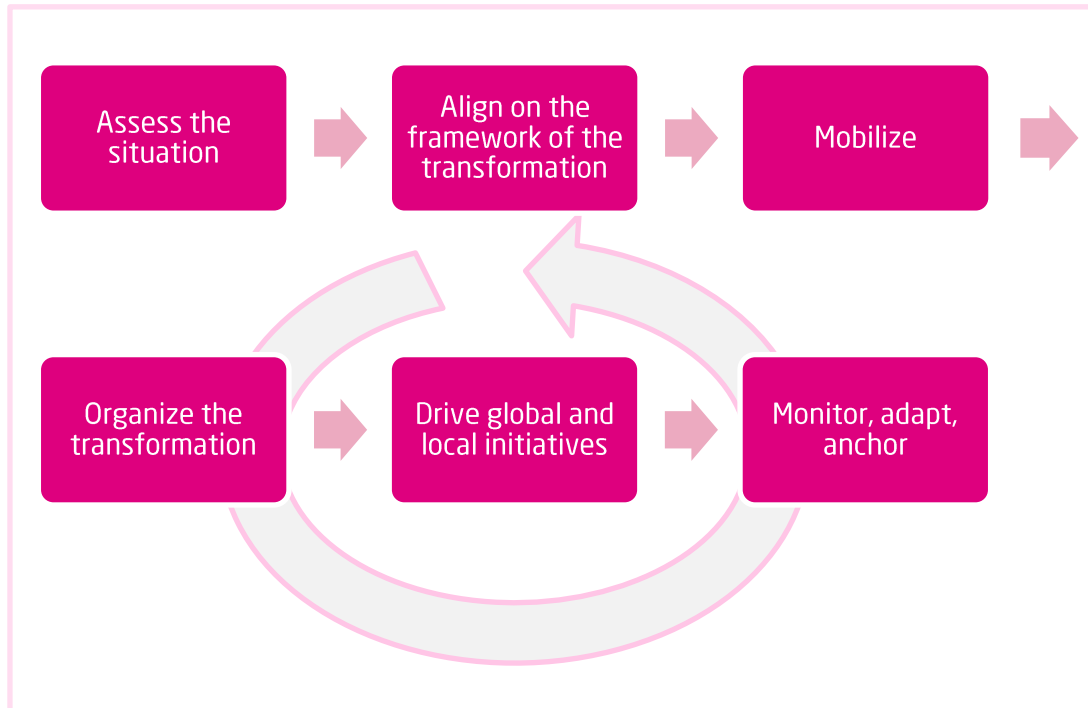 Assess the
situation
Align on the
framework of the
transformation
Mobilize
Organize the
transformation
Drive global and
local initiatives
Monitor, adapt,
anchor